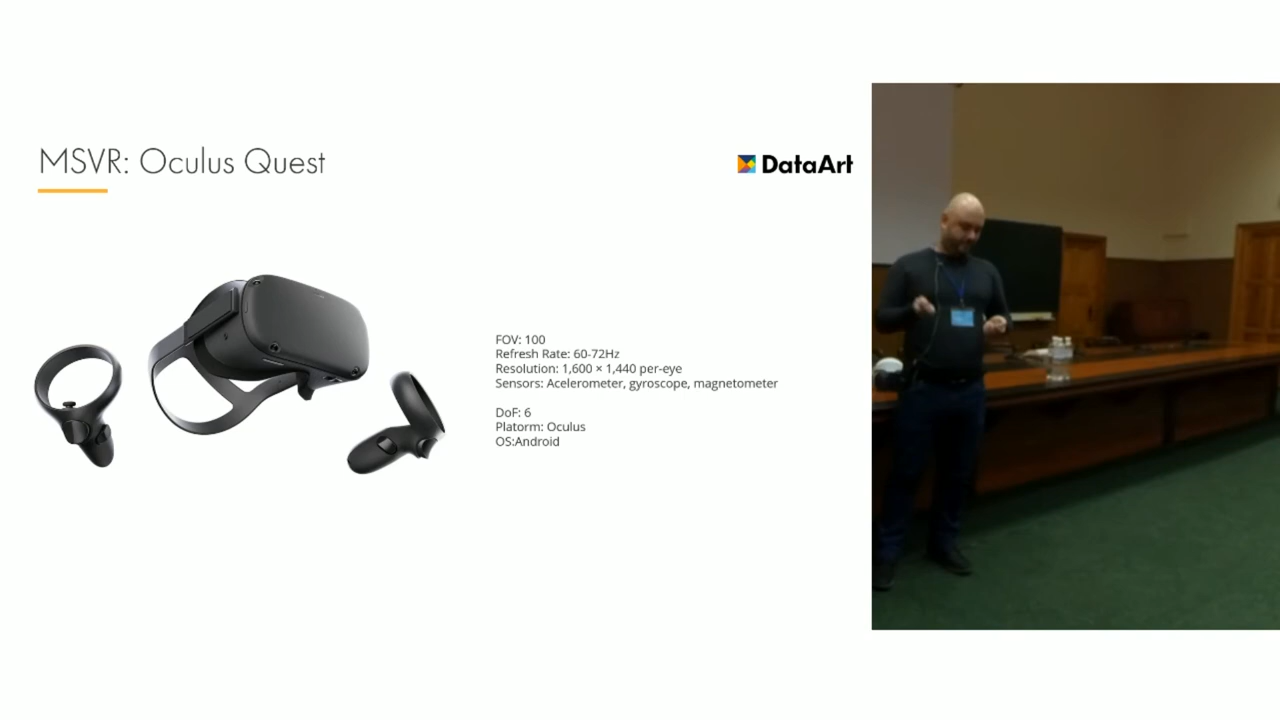 MSVR: Oculus Quest
DataArt
FOV: 100
Refresh Rate: 60-72Hz
Resolution: 1,600 × 1,440 per-eye
Sensors: Acelerometer, gyroscope, magnetometer
DoF: 6
Platorm: Oculus
OS:Android